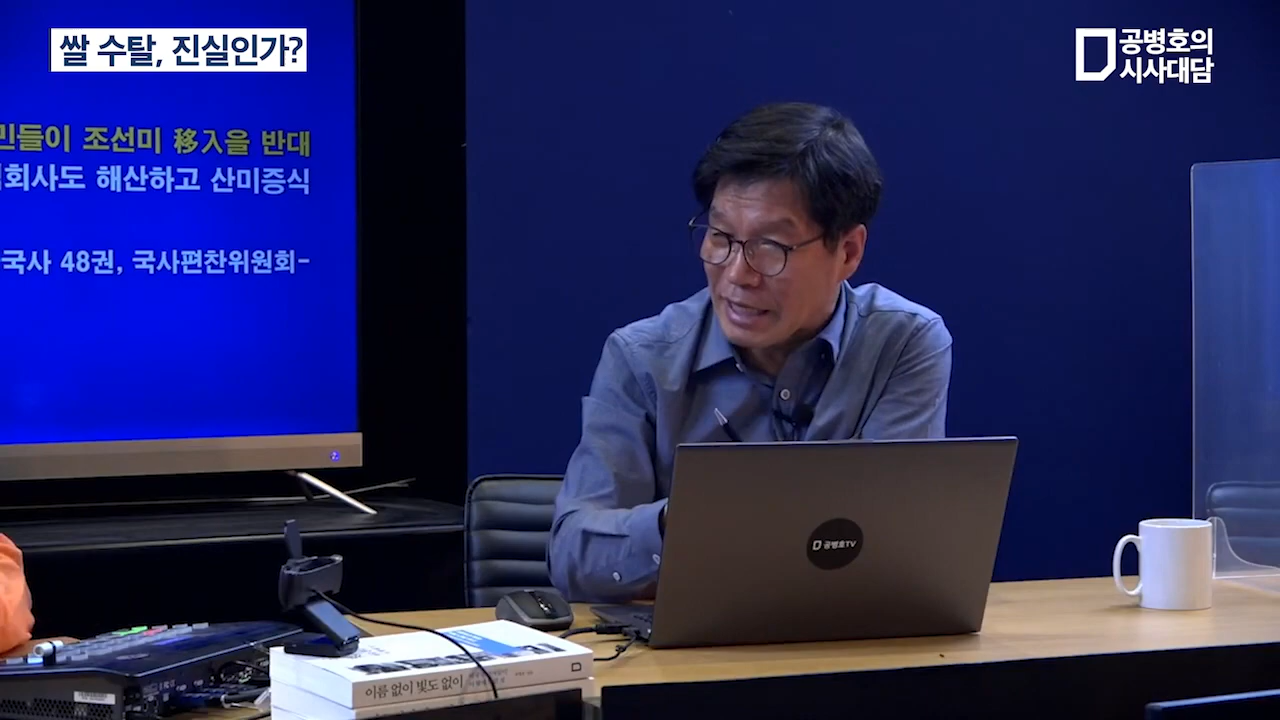 쌀 수탈, 진실인가?
공병호의
시사대담
민들이 조선미 移入을 반대
회사도 해산하고 산미증식
국사 48권, 국사편찬위원회-
공병호TV
이름 없이 빛도 없이